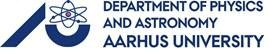 DEPARTMENT OF PHYSICS
AND ASTRONOMY
AARHUS UNIVERSITY